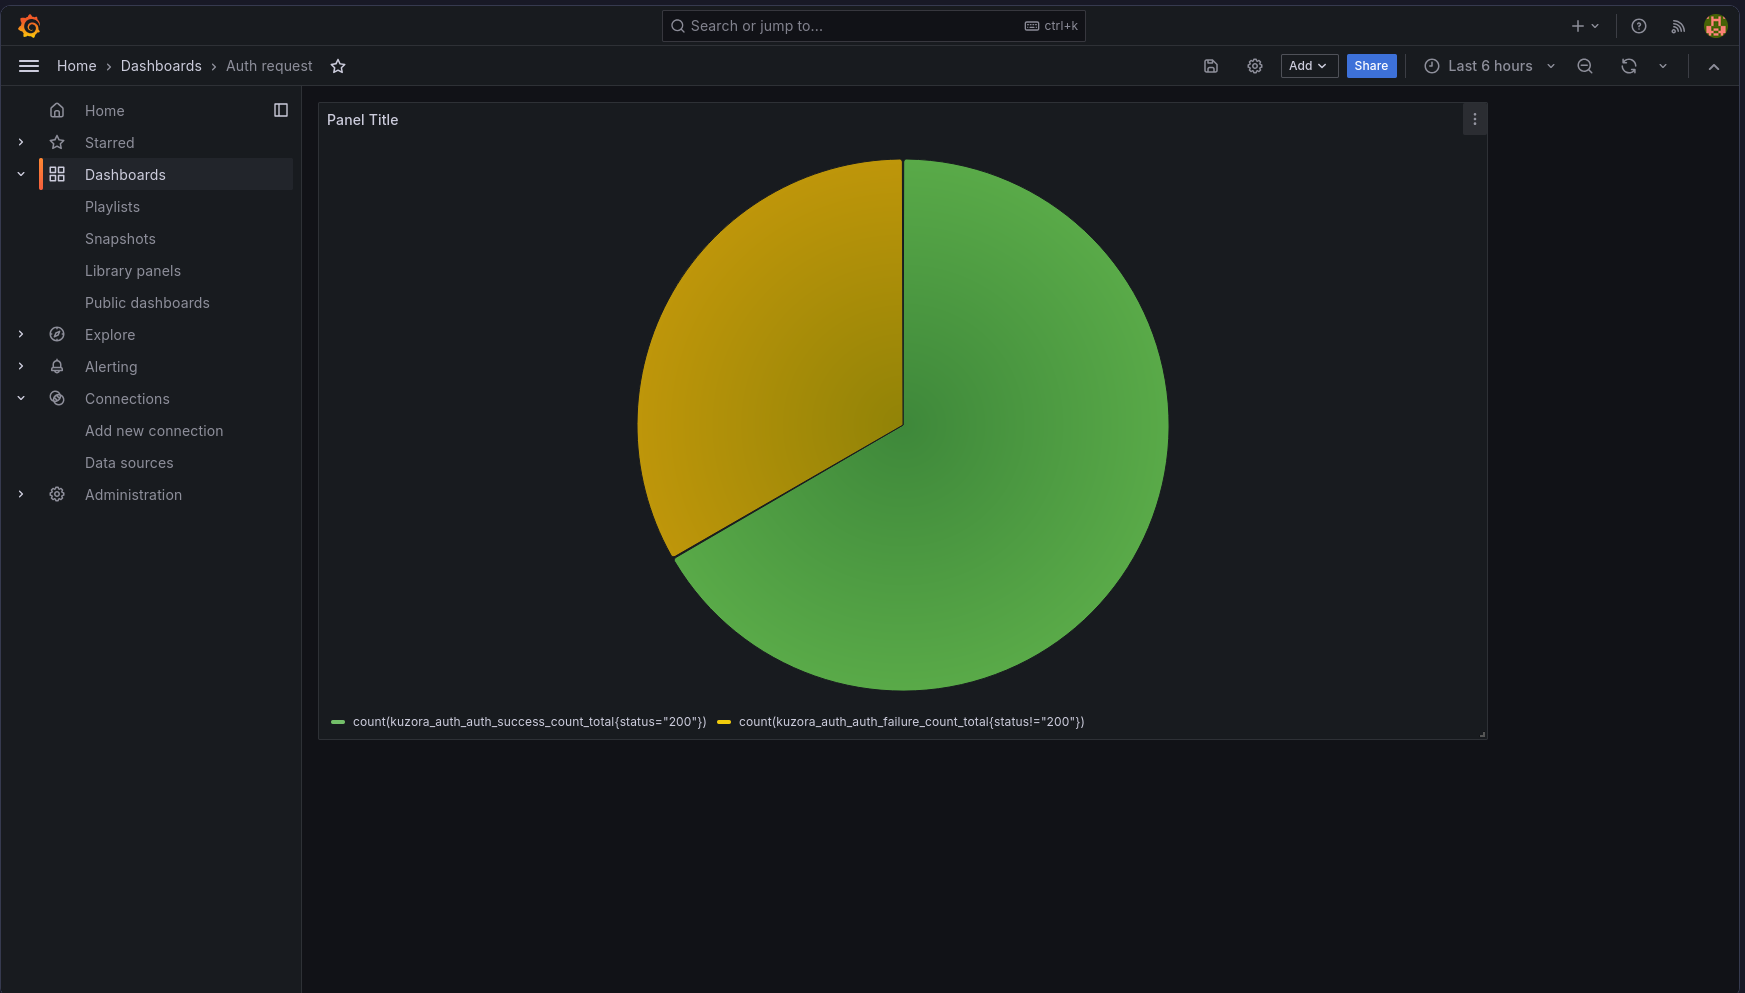 Search or jump to...
ctrl+k
Home › Dashboards › Auth request
Add
Share
Last 6 hours
Home
Starred
Dashboards
Playlists
Snapshots
Library panels
Public dashboards
Explore
Alerting
Connections
Add new connection
Data sources
Administration
Panel Title
count(kuzora_auth_auth_success_count_total{status="200"}) count(kuzora_auth_auth_failure_count_total{status!="200"})